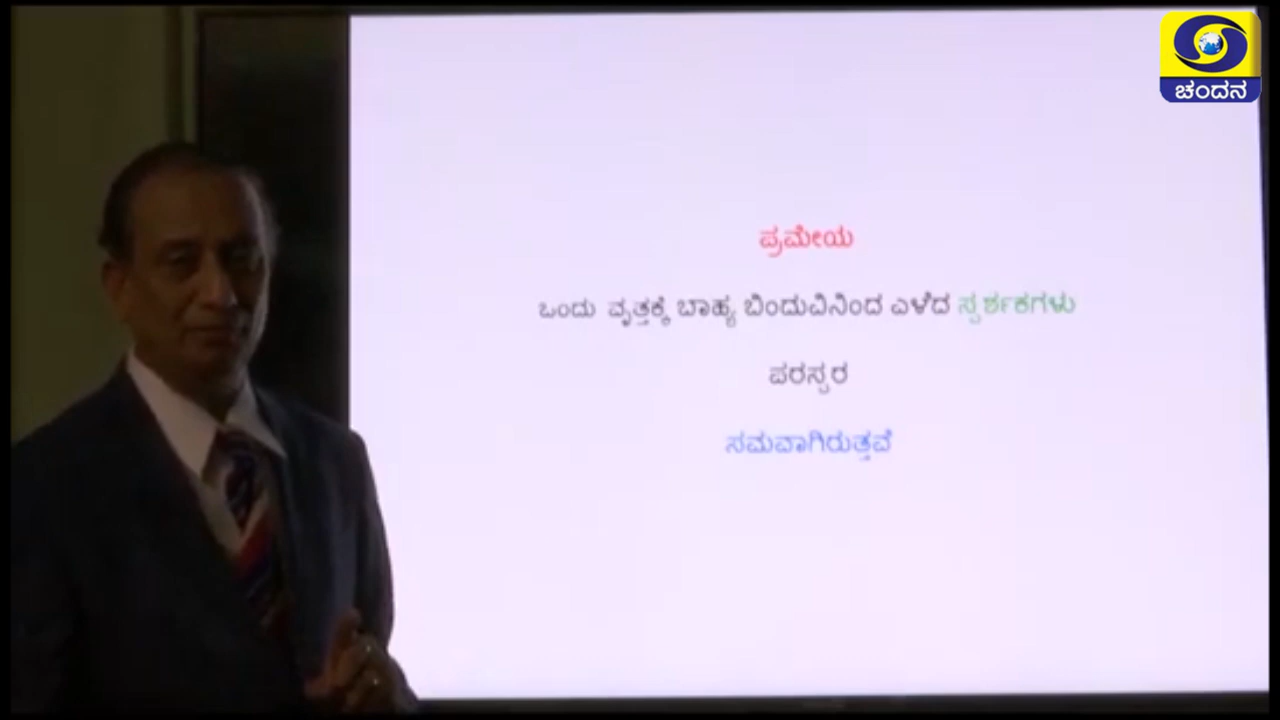 ಚಂದನ
ಪ್ರಮೇಯ
ಒಂದು ವೃತ್ತಕ್ಕೆ ಬಾಹ್ಯ ಬಿಂದುವಿನಿಂದ ಎಳೆದ ಸ್ಪರ್ಶಕಗಳು
ಪರಸ್ಪರ
ಸಮವಾಗಿರುತ್ತವೆ